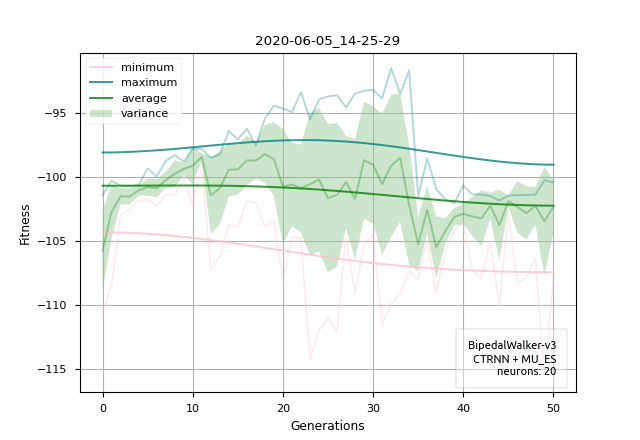 2020-06-05_14-25-29
minimum
maximum
average
variance
Fitness
−95
−100
−105
−110
−115
BipedalWalker-v3
CTRNN + MU_ES
neurons: 20
0
10
20
30
40
50
Generations